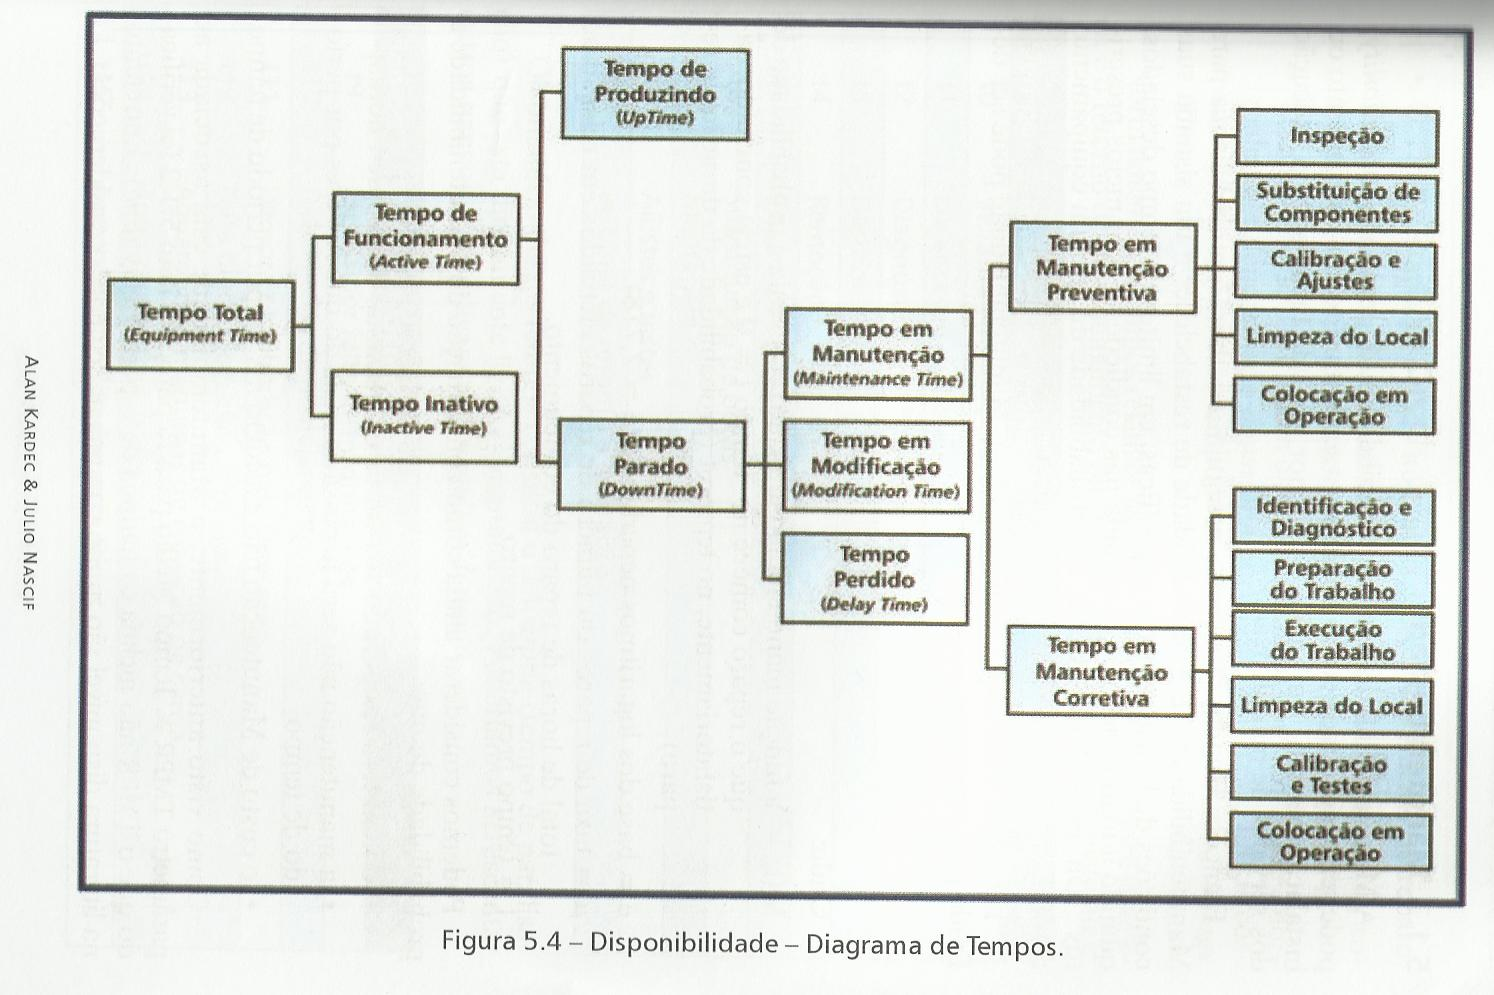 ALAN KARDEC & JULIO NASCIF
Tempo Total
(Equipment Time)
Tempo de
Funcionamento
(Active Time)
Tempo Inativo
(Inactive Time)
Tempo de
Produzindo
(UpTime)
Tempo
Parado
(DownTime)
Tempo em
Manutenção
(Maintenance Time)
Tempo em
Modificação
(Modification Time)
Tempo
Perdido
(Delay Time)
Tempo em
Manutenção
Preventiva
Inspeção
Substituição de
Componentes
Calibração e
Ajustes
Limpeza do Local
Colocação em
Operação
Tempo em
Manutenção
Corretiva
Identificação e
Diagnóstico
Preparação
do Trabalho
Execução
do Trabalho
Limpeza do Local
Calibração
e Testes
Colocação em
Operação
Figura 5.4 – Disponibilidade – Diagrama de Tempos.